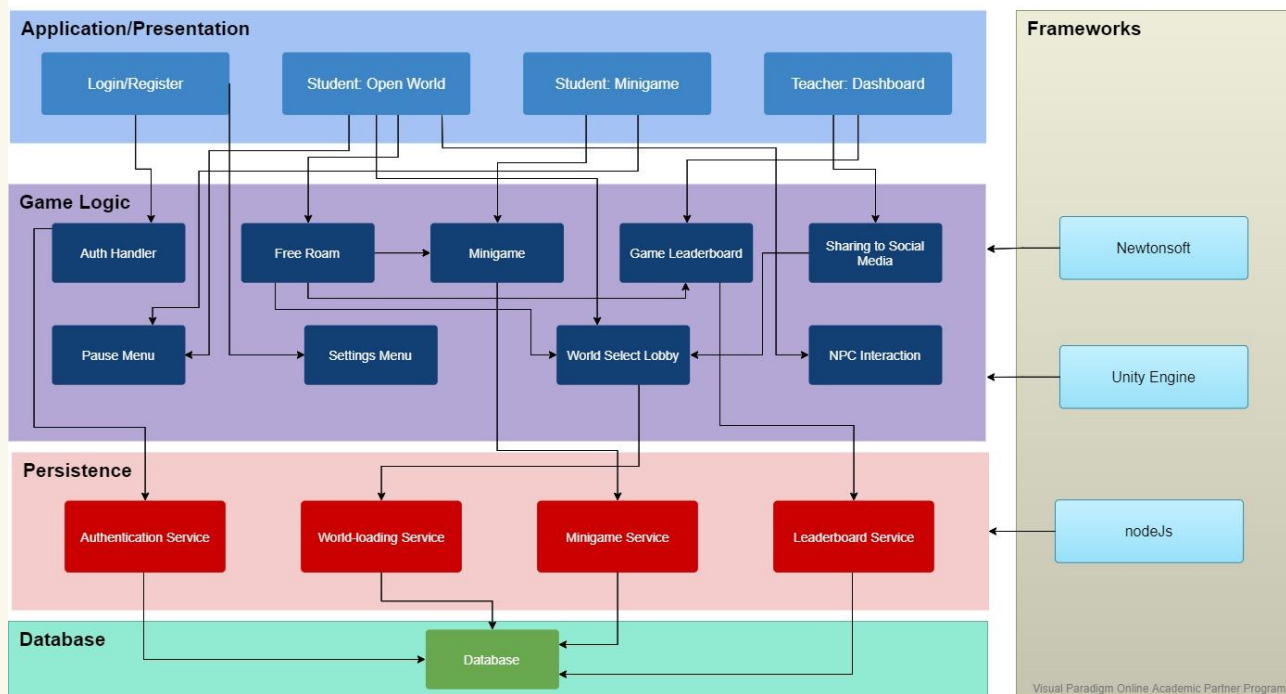 Application/Presentation
Frameworks
Login/Register
Student: Open World
Student: Minigame
Teacher: Dashboard
Game Logic
Auth Handler
Free Roam
Minigame
Game Leaderboard
Sharing to Social
Media
Newtonsoft
Pause Menu
Settings Menu
World Select Lobby
NPC Interaction
Unity Engine
Persistence
Authentication Service
World-loading Service
Minigame Service
Leaderboard Service
nodeJs
Database
Database
Visual Paradigm Online Academic Partner Program